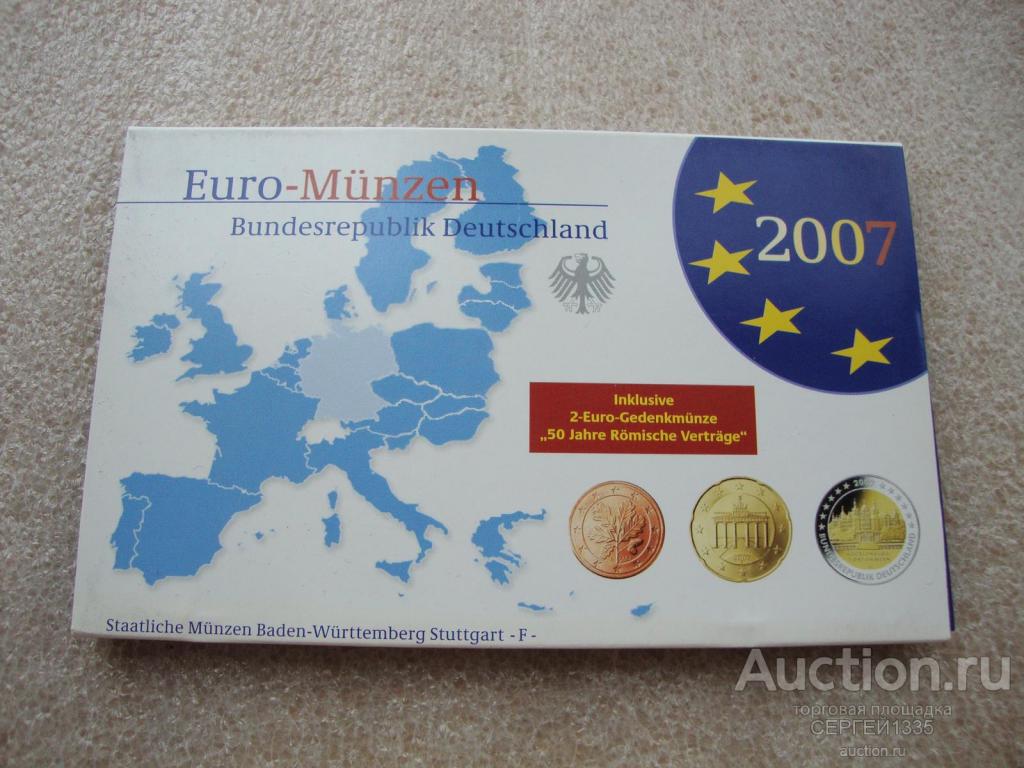 Euro-Münzen
Bundesrepublik Deutschland
2007
Inklusive
2-Euro-Gedenkmünze
„50 Jahre Römische Verträge“
2007
BUNDESREPUBLIK DEUTSCHLAND
Staatliche Münzen Baden-Württemberg Stuttgart - F -
Auction.ru
торговая площадка
СЕРГЕЙ1335
auction.ru